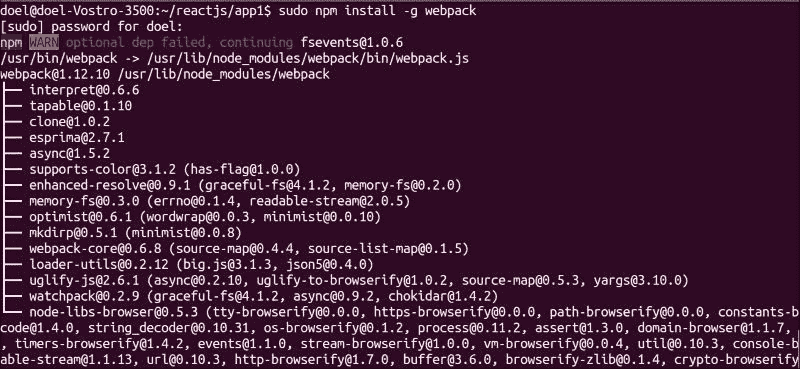 doel@doel-Vostro-3500:~/reactjs/app1$ sudo npm install -g webpack
[sudo] password for doel:
npm WARN optional dep failed, continuing fsevents@1.0.6
/usr/bin/webpack -> /usr/lib/node_modules/webpack/bin/webpack.js
webpack@1.12.10 /usr/lib/node_modules/webpack
├── interpret@0.6.6
├── tapable@0.1.10
├── clone@1.0.2
├── esprima@2.7.1
├── async@1.5.2
├── supports-color@3.1.2 (has-flag@1.0.0)
├── enhanced-resolve@0.9.1 (graceful-fs@4.1.2, memory-fs@0.2.0)
├── memory-fs@0.3.0 (errno@0.1.4, readable-stream@2.0.5)
├── optimist@0.6.1 (wordwrap@0.0.3, minimist@0.0.10)
├── mkdirp@0.5.1 (minimist@0.0.8)
├── webpack-core@0.6.8 (source-map@0.4.4, source-list-map@0.1.5)
├── loader-utils@0.2.12 (big.js@3.1.3, json5@0.4.0)
├── uglify-js@2.6.1 (async@0.2.10, uglify-to-browserify@1.0.2, source-map@0.5.3, yargs@3.10.0)
├── watchpack@0.2.9 (graceful-fs@4.1.2, async@0.9.2, chokidar@1.4.2)
└── node-libs-browser@0.5.3 (tty-browserify@0.0.0, https-browserify@0.0.0, path-browserify@0.0.0, constants-b
code@1.4.0, string_decoder@0.10.31, os-browserify@0.1.2, process@0.11.2, assert@1.3.0, domain-browser@1.1.7,
, timers-browserify@1.4.2, events@1.1.0, stream-browserify@1.0.0, vm-browserify@0.0.4, util@0.10.3, console-b
able-stream@1.1.13, url@0.10.3, http-browserify@1.7.0, buffer@3.6.0, browserify-zlib@0.1.4, crypto-browserify